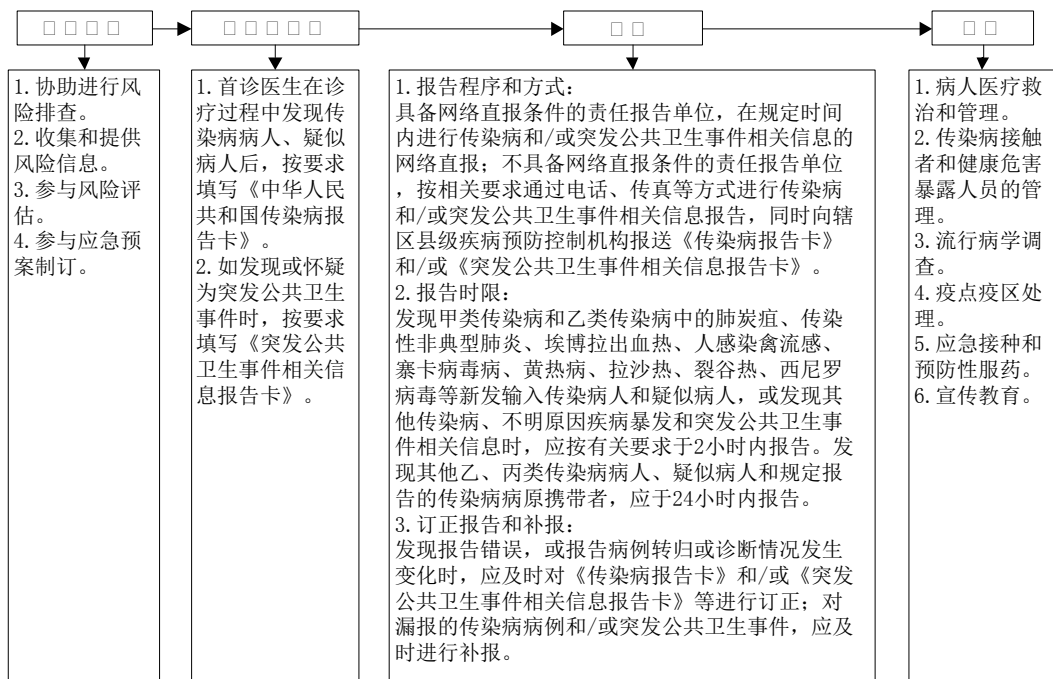 1.协助进行风
险排查。
2.收集和提供
风险信息。
3.参与风险评
估。
4.参与应急预
案制订。
1.首诊医生在诊
疗过程中发现传
染病病人、疑似
病人后，按要求
填写《中华人民
共和国传染病报
告卡》。
2.如发现或怀疑
为突发公共卫生
事件时，按要求
填写《突发公共
卫生事件相关信
息报告卡》。
1.报告程序和方式：
具备网络直报条件的责任报告单位，在规定时间
内进行传染病和/或突发公共卫生事件相关信息的
网络直报；不具备网络直报条件的责任报告单位
，按相关要求通过电话、传真等方式进行传染病
和/或突发公共卫生事件相关信息报告，同时向辖
区县级疾病预防控制机构报送《传染病报告卡》
和/或《突发公共卫生事件相关信息报告卡》。
2.报告时限：
发现甲类传染病和乙类传染病中的肺炭疽、传染
性非典型肺炎、埃博拉出血热、人感染禽流感、
寨卡病毒病、黄热病、拉沙热、裂谷热、西尼罗
病毒等新发输入传染病人和疑似病人，或发现其
他传染病、不明原因疾病暴发和突发公共卫生事
件相关信息时，应按有关要求于2小时内报告。发
现其他乙、丙类传染病病人、疑似病人和规定报
告的传染病病原携带者，应于24小时内报告。
3.订正报告和补报：
发现报告错误，或报告病例转归或诊断情况发生
变化时，应及时对《传染病报告卡》和/或《突发
公共卫生事件相关信息报告卡》等进行订正；对
漏报的传染病病例和/或突发公共卫生事件，应及
时进行补报。
1.病人医疗救
治和管理。
2.传染病接触
者和健康危害
暴露人员的管
理。
3.流行病学调
查。
4.疫点疫区处
理。
5.应急接种和
预防性服药。
6.宣传教育。